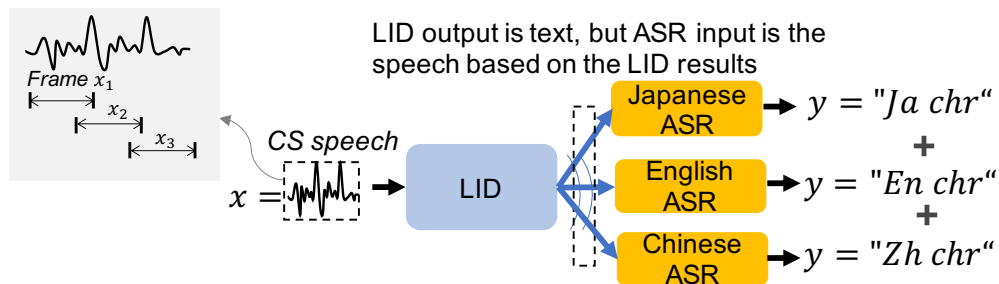 LID output is text, but ASR input is the
speech based on the LID results
Frame x₁
x₂
x₃
CS speech
x =
LID
Japanese
ASR
y = "Ja chr“
+
English
ASR
y = "En chr“
+
Chinese
ASR
y = "Zh chr“